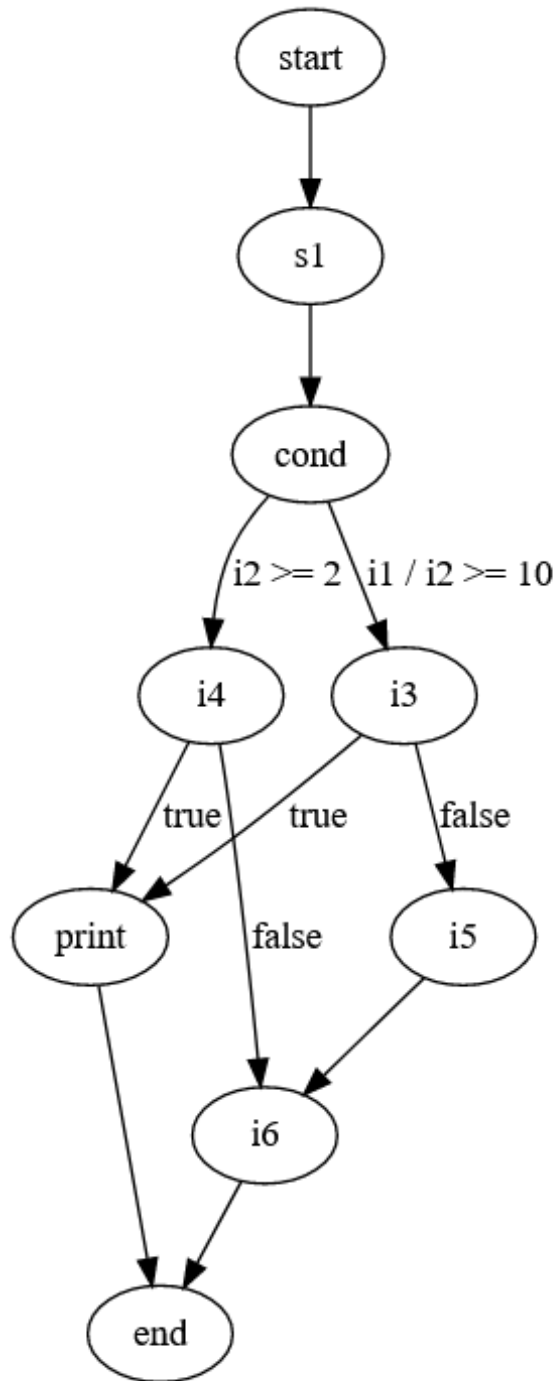 start
s1
cond
i2 >= 2
i1 / i2 >= 10
i4
i3
true
true
false
print
false
i5
i6
end